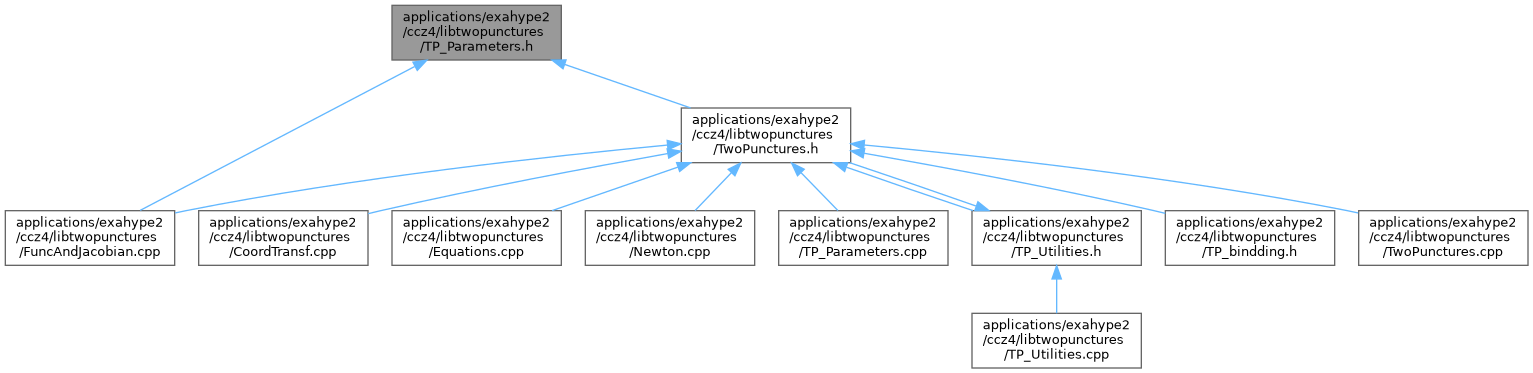 applications/exahype2
/ccz4/libtwopunctures
/TP_Parameters.h
applications/exahype2
/ccz4/libtwopunctures
/TwoPunctures.h
applications/exahype2
/ccz4/libtwopunctures
/FuncAndJacobian.cpp
applications/exahype2
/ccz4/libtwopunctures
/CoordTransf.cpp
applications/exahype2
/ccz4/libtwopunctures
/Equations.cpp
applications/exahype2
/ccz4/libtwopunctures
/Newton.cpp
applications/exahype2
/ccz4/libtwopunctures
/TP_Parameters.cpp
applications/exahype2
/ccz4/libtwopunctures
/TP_Utilities.h
applications/exahype2
/ccz4/libtwopunctures
/TP_bindding.h
applications/exahype2
/ccz4/libtwopunctures
/TwoPunctures.cpp
applications/exahype2
/ccz4/libtwopunctures
/TP_Utilities.cpp